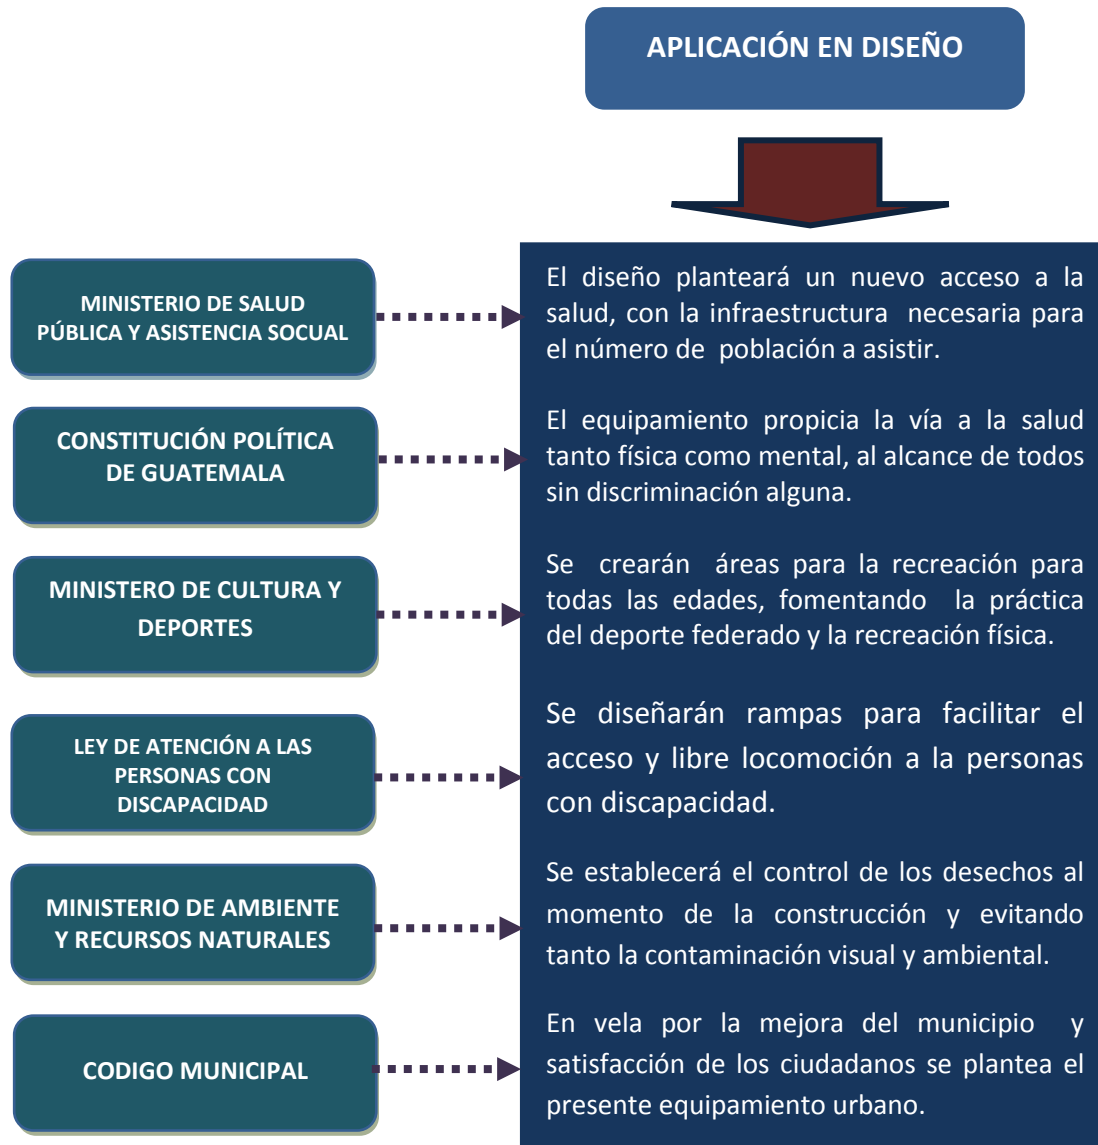 APLICACIÓN EN DISEÑO
MINISTERIO DE SALUD
PÚBLICA Y ASISTENCIA SOCUAL
El diseño planteará un nuevo acceso a la
salud, con la infraestructura necesaria para
el número de población a asistir.
CONSTITUCIÓN POLÍTICA
DE GUATEMALA
El equipamiento propicia la vía a la salud
tanto física como mental, al alcance de todos
sin discriminación alguna.
MINISTERO DE CULTURA Y
DEPORTES
Se crearán áreas para la recreación para
todas las edades, fomentando la práctica
del deporte federado y la recreación física.
LEY DE ATENCIÓN A LAS
PERSONAS CON
DISCAPACIDAD
Se diseñarán rampas para facilitar el
acceso y libre locomoción a la personas
con discapacidad.
MINISTERIO DE AMBIENTE
Y RECURSOS NATURALES
Se establecerá el control de los desechos al
momento de la construcción y evitando
tanto la contaminación visual y ambiental.
CODIGO MUNICIPAL
En vela por la mejora del municipio y
satisfacción de los ciudadanos se plantea el
presente equipamiento urbano.